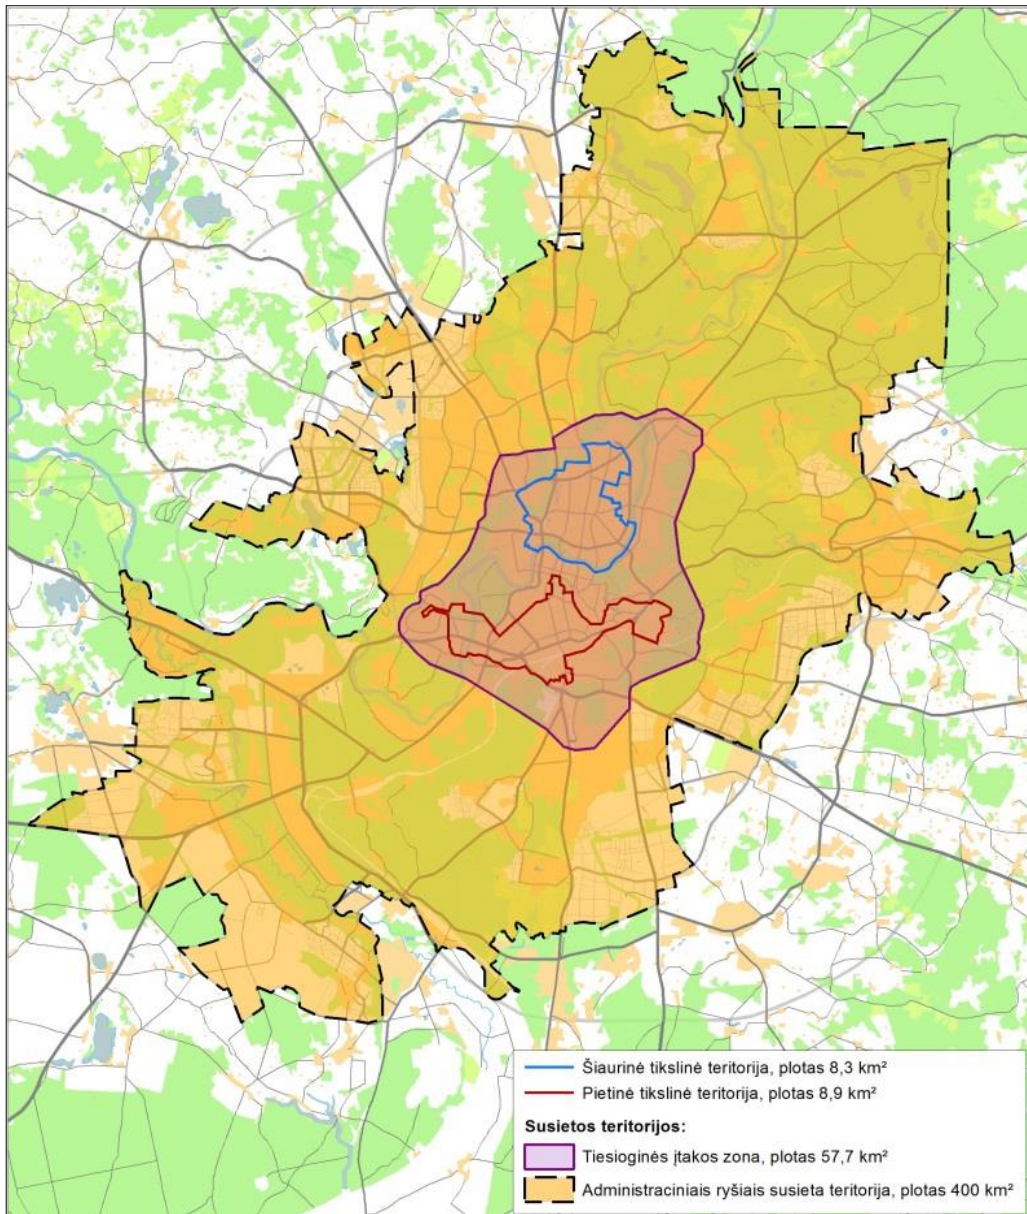 Šiaurinė tikslinė teritorija, plotas 8,3 km²
Pietinė tikslinė teritorija, plotas 8,9 km²
Susietos teritorijos:
Tiesioginės įtakos zona, plotas 57,7 km²
Administraciniais ryšiais susieta teritorija, plotas 400 km²